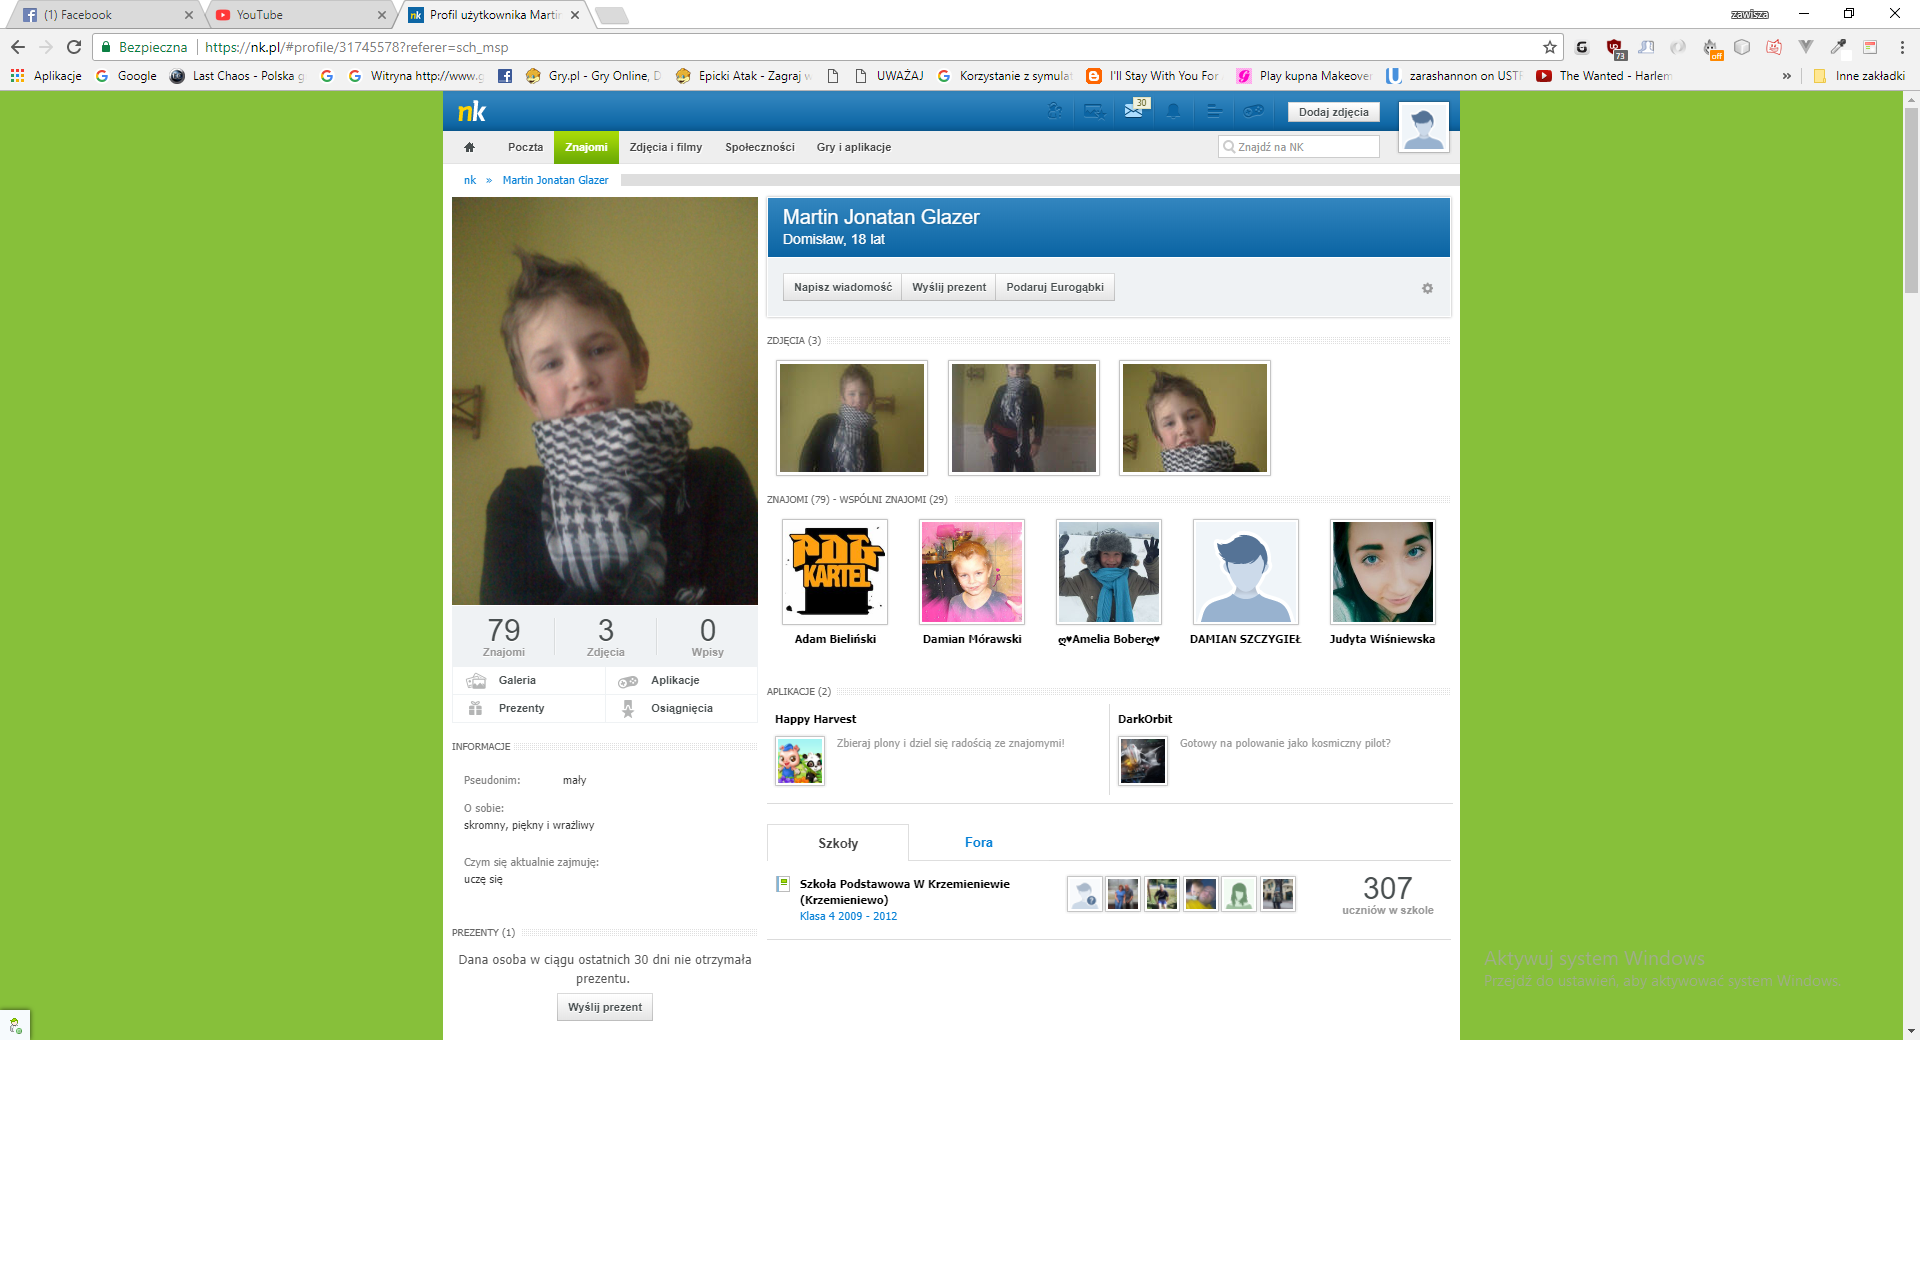 (1) Facebook
YouTube
Profil użytkownika Martin
zawisza
Bezpieczna
https://nk.pl/#profile/31745578?referer=sch_msp
73
off
Aplikacje
Google
Last Chaos - Polska g
Witryna http://www.g
Gry.pl - Gry Online, D
Epicki Atak - Zagraj w
UWAŻAJ
Korzystanie z symulat
I'll Stay With You For
Play kupna Makeover
zarashannon on USTR
The Wanted - Harlem
»
Inne zakładki
nk
30
Dodaj zdjęcia
Poczta
Znajomi
Zdjęcia i filmy
Społeczności
Gry i aplikacje
Znajdź na NK
nk » Martin Jonatan Glazer
Martin Jonatan Glazer
Domisław, 18 lat
Napisz wiadomość
Wyślij prezent
Podaruj Eurogąbki
ZDJĘCIA (3)
ZNAJOMI (79) - WSPÓLNI ZNAJOMI (29)
PDG
KARTEL
Adam Bieliński
Damian Mórawski
ღ♥Amelia Boberღ♥
DAMIAN SZCZYGIEŁ
Judyta Wiśniewska
79
Znajomi
3
Zdjęcia
0
Wpisy
Galeria
Aplikacje
Prezenty
Osiągnięcia
APLIKACJE (2)
Happy Harvest
Zbieraj plony i dziel się radością ze znajomymi!
DarkOrbit
Gotowy na polowanie jako kosmiczny pilot?
INFORMACJE
Pseudonim: mały
O sobie:
skromny, piękny i wrażliwy
Czym się aktualnie zajmuję:
uczę się
Szkoły
Fora
Szkoła Podstawowa W Krzemieniewie
(Krzemieniewo)
Klasa 4 2009 - 2012
307
uczniów w szkole
PREZENTY (1)
Dana osoba w ciągu ostatnich 30 dni nie otrzymała
prezentu.
Wyślij prezent
Aktywuj system Windows
Przejdź do ustawień, aby aktywować system Windows.